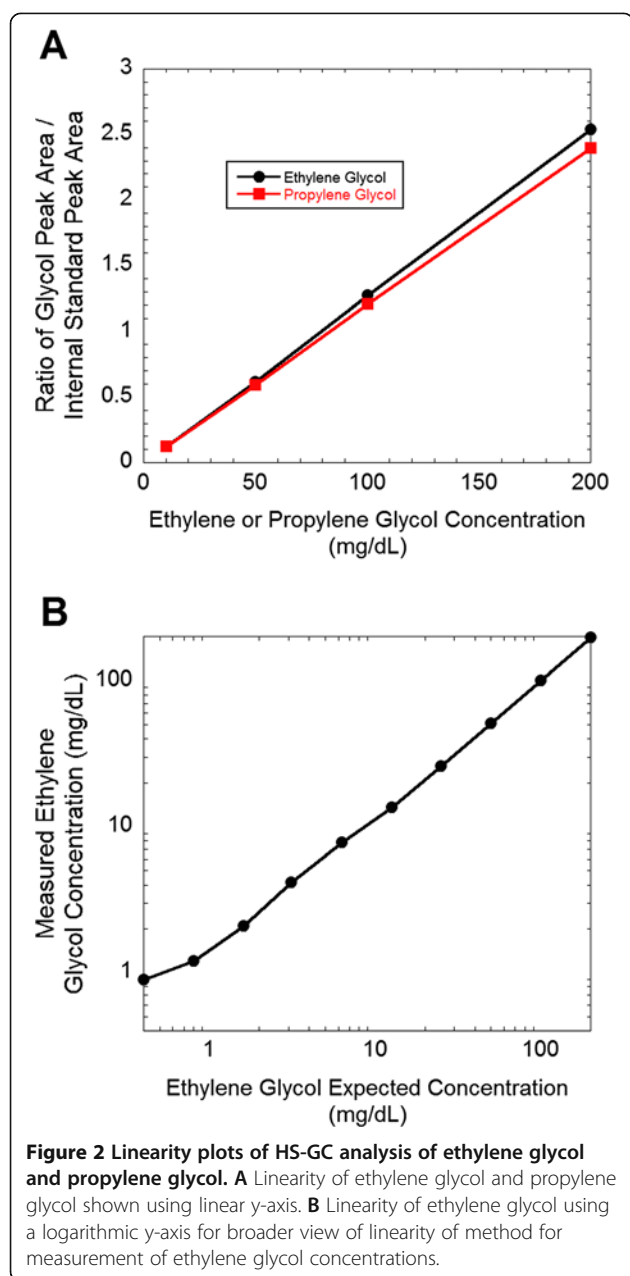 A
3
2.5
2
1.5
1
0.5
0
Ratio of Glycol Peak Area /
Internal Standard Peak Area
Ethylene Glycol
Propylene Glycol
0 50 100 150 200
Ethylene or Propylene Glycol Concentration
(mg/dL)
B
100
10
1
Measured Ethylene
Glycol Concentration (mg/dL)
1 10 100
Ethylene Glycol Expected Concentration
(mg/dL)
Figure 2 Linearity plots of HS-GC analysis of ethylene glycol
and propylene glycol. A Linearity of ethylene glycol and propylene
glycol shown using linear y-axis. B Linearity of ethylene glycol using
a logarithmic y-axis for broader view of linearity of method for
measurement of ethylene glycol concentrations.